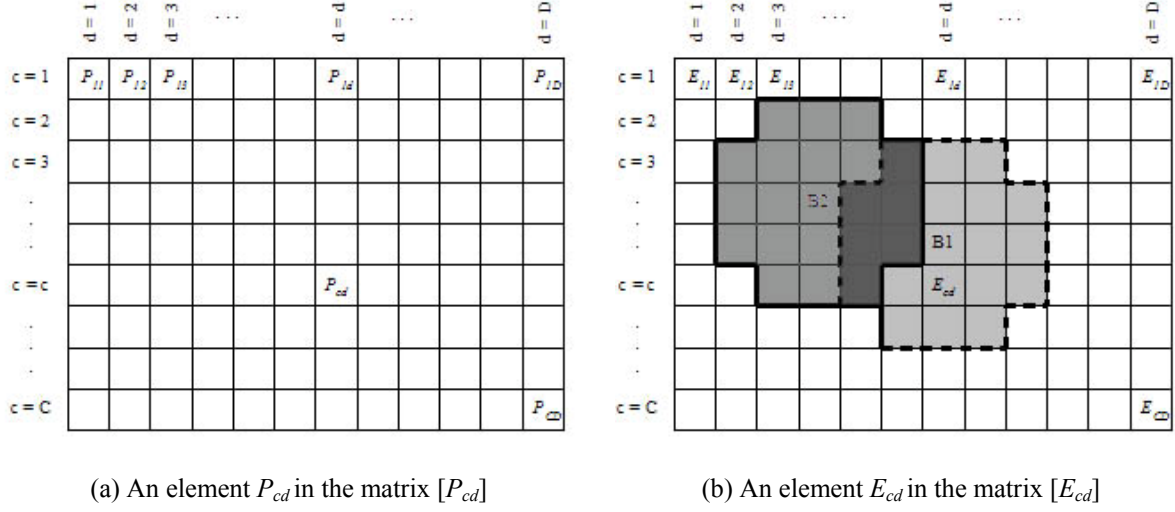 d = 1 d = 2 d = 3 ... d = d ... d = D
c = 1 P11 P12 P13 P1d P1D
c = 2
c = 3
.
.
c = c Pcd
.
.
c = C PCD
(a) An element Pcd in the matrix [Pcd]
d = 1 d = 2 d = 3 ... d = d ... d = D
c = 1 E11 E12 E13 E1d E1D
c = 2
c = 3
.
B2
.
B1
c = c Ecd
.
.
c = C ECD
(b) An element Ecd in the matrix [Ecd]